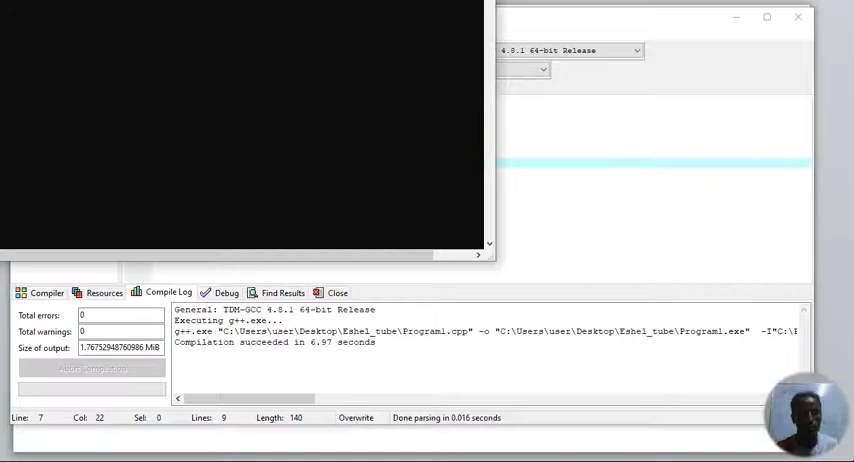 4.8.1 64-bit Release
Compiler Resources Compile Log Debug Find Results Close
Total errors: 0
Total warnings: 0
Size of output: 1.76752948760986 MiB
Abort Compilation
General: TDM-GCC 4.8.1 64-bit Release
Executing g++.exe...
g++.exe "C:\Users\user\Desktop\Eshel_tube\Program1.cpp" -o "C:\Users\user\Desktop\Eshel_tube\Program1.exe" -I"C:\
Compilation succeeded in 6.97 seconds
Line: 7 Col: 22 Sel: 0 Lines: 9 Length: 140 Overwrite Done parsing in 0.016 seconds